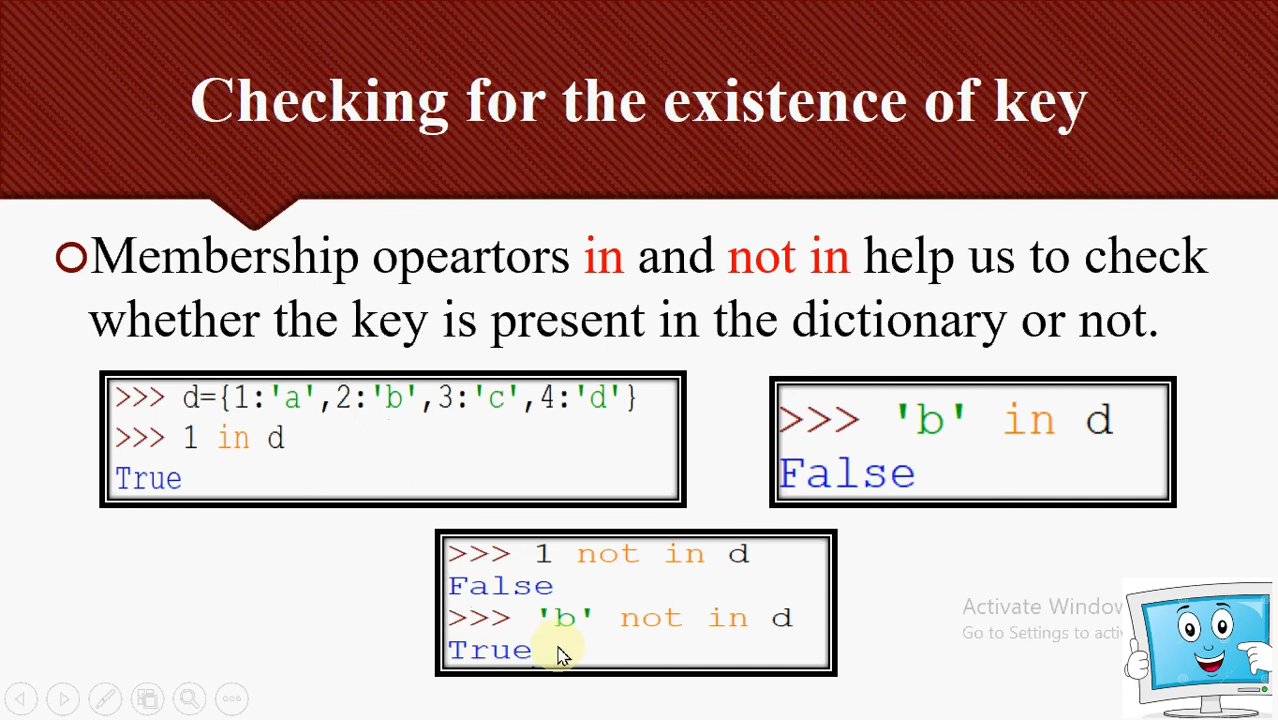 Checking for the existence of key
Membership opeartors in and not in help us to check
whether the key is present in the dictionary or not.
>>> d={1:'a',2:'b',3:'c',4:'d'}
>>> 1 in d
True
>>> 'b' in d
False
>>> 1 not in d
False
>>> 'b' not in d
True
Activate Window
Go to Settings to acti